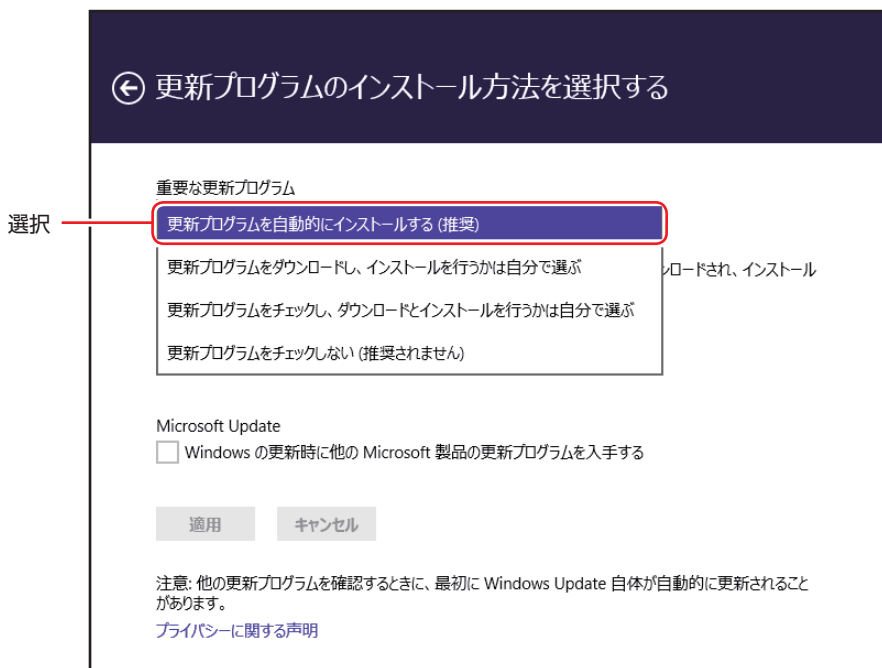 更新プログラムのインストール方法を選択する
重要な更新プログラム
選択
更新プログラムを自動的にインストールする (推奨)
更新プログラムをダウンロードし、インストールを行うかは自分で選ぶ
ンロードされ、インストール
更新プログラムをチェックし、ダウンロードとインストールを行うかは自分で選ぶ
更新プログラムをチェックしない (推奨されません)
Microsoft Update
Windows の更新時に他の Microsoft 製品の更新プログラムを入手する
適用 キャンセル
注意: 他の更新プログラムを確認するときに、最初に Windows Update 自体が自動的に更新されること
があります。
プライバシーに関する声明